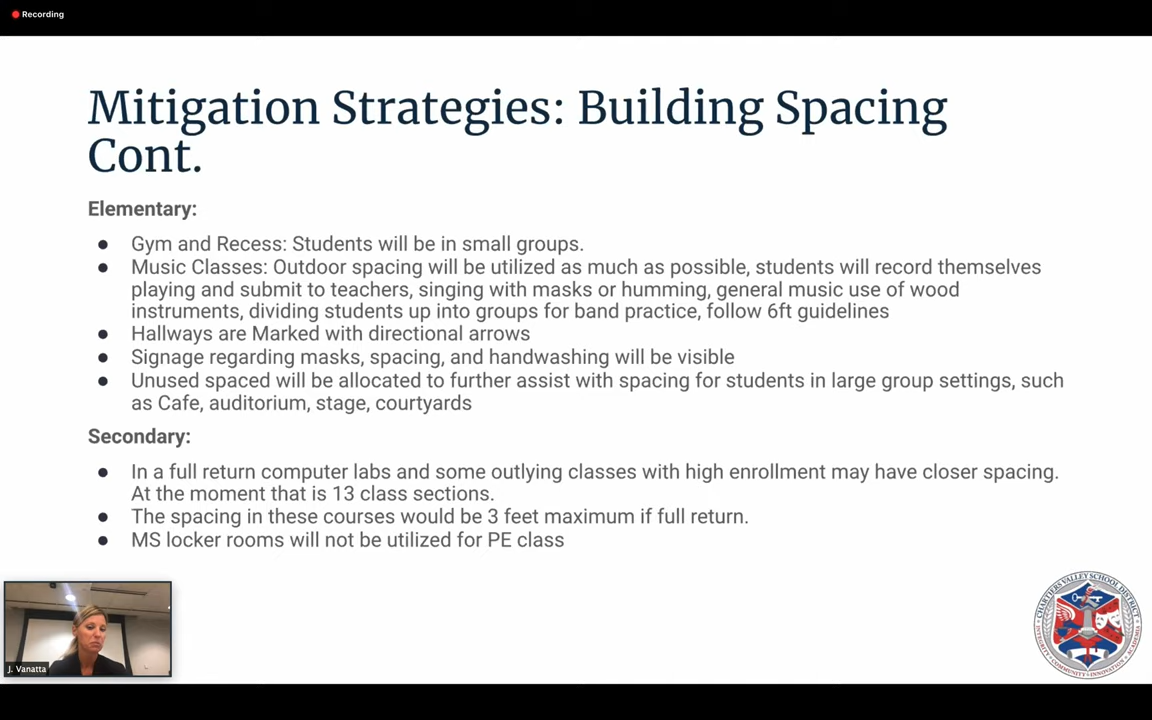 Recording
Mitigation Strategies: Building Spacing
Cont.
Elementary:
● Gym and Recess: Students will be in small groups.
● Music Classes: Outdoor spacing will be utilized as much as possible, students will record themselves
playing and submit to teachers, singing with masks or humming, general music use of wood
instruments, dividing students up into groups for band practice, follow 6ft guidelines
● Hallways are Marked with directional arrows
● Signage regarding masks, spacing, and handwashing will be visible
● Unused spaced will be allocated to further assist with spacing for students in large group settings, such
as Cafe, auditorium, stage, courtyards
Secondary:
● In a full return computer labs and some outlying classes with high enrollment may have closer spacing.
At the moment that is 13 class sections.
● The spacing in these courses would be 3 feet maximum if full return.
● MS locker rooms will not be utilized for PE class
J. Vanatta
CHARTIERS VALLEY SCHOOL DISTRICT
INTEGRITY • COMMUNITY • INNOVATION • ACADEMIA